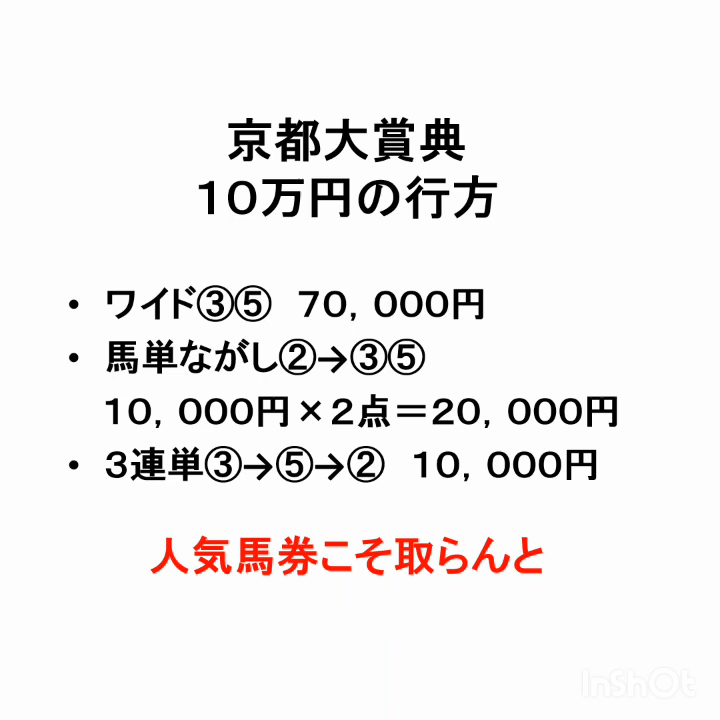 京都大賞典
１０万円の行方
• ワイド③⑤　７０，０００円
• 馬単ながし②→③⑤
１０，０００円×２点＝２０，０００円
• ３連単③→⑤→②　１０，０００円
人気馬券こそ取らんと
InShOt